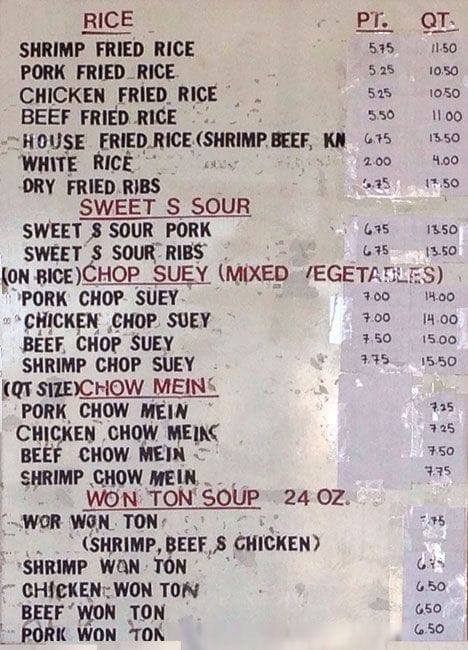 RICE PT. QT.
SHRIMP FRIED RICE 5.75 11.50
PORK FRIED RICE 5.25 10.50
CHICKEN FRIED RICE 5.25 10.50
BEEF FRIED RICE 5.50 11.00
HOUSE FRIED RICE (SHRIMP, BEEF, 6.75 13.50
WHITE RICE 2.00 4.00
DRY FRIED RIBS 6.75
SWEET S SOUR
SWEET S SOUR PORK 6.75 13.50
SWEET S SOUR RIBS 6.75 13.50
(ON RICE) CHOP SUEY (MIXED VEGETABLES)
PORK CHOP SUEY 7.00 14.00
CHICKEN CHOP SUEY 7.00 14.00
BEEF CHOP SUEY 7.50 15.00
SHRIMP CHOP SUEY 7.75 15.50
(QT SIZE) CHOW MEIN
PORK CHOW MEIN 7.25
CHICKEN CHOW MEIN 7.25
BEEF CHOW MEIN 7.50
SHRIMP CHOW MEIN 7.75
WON TON SOUP 24 OZ.
WOR WON TON 7.75
(SHRIMP, BEEF, S CHICKEN)
SHRIMP WON TON
CHICKEN WON TON 6.50
BEEF WON TON 6.50
PORK WON TON 6.50